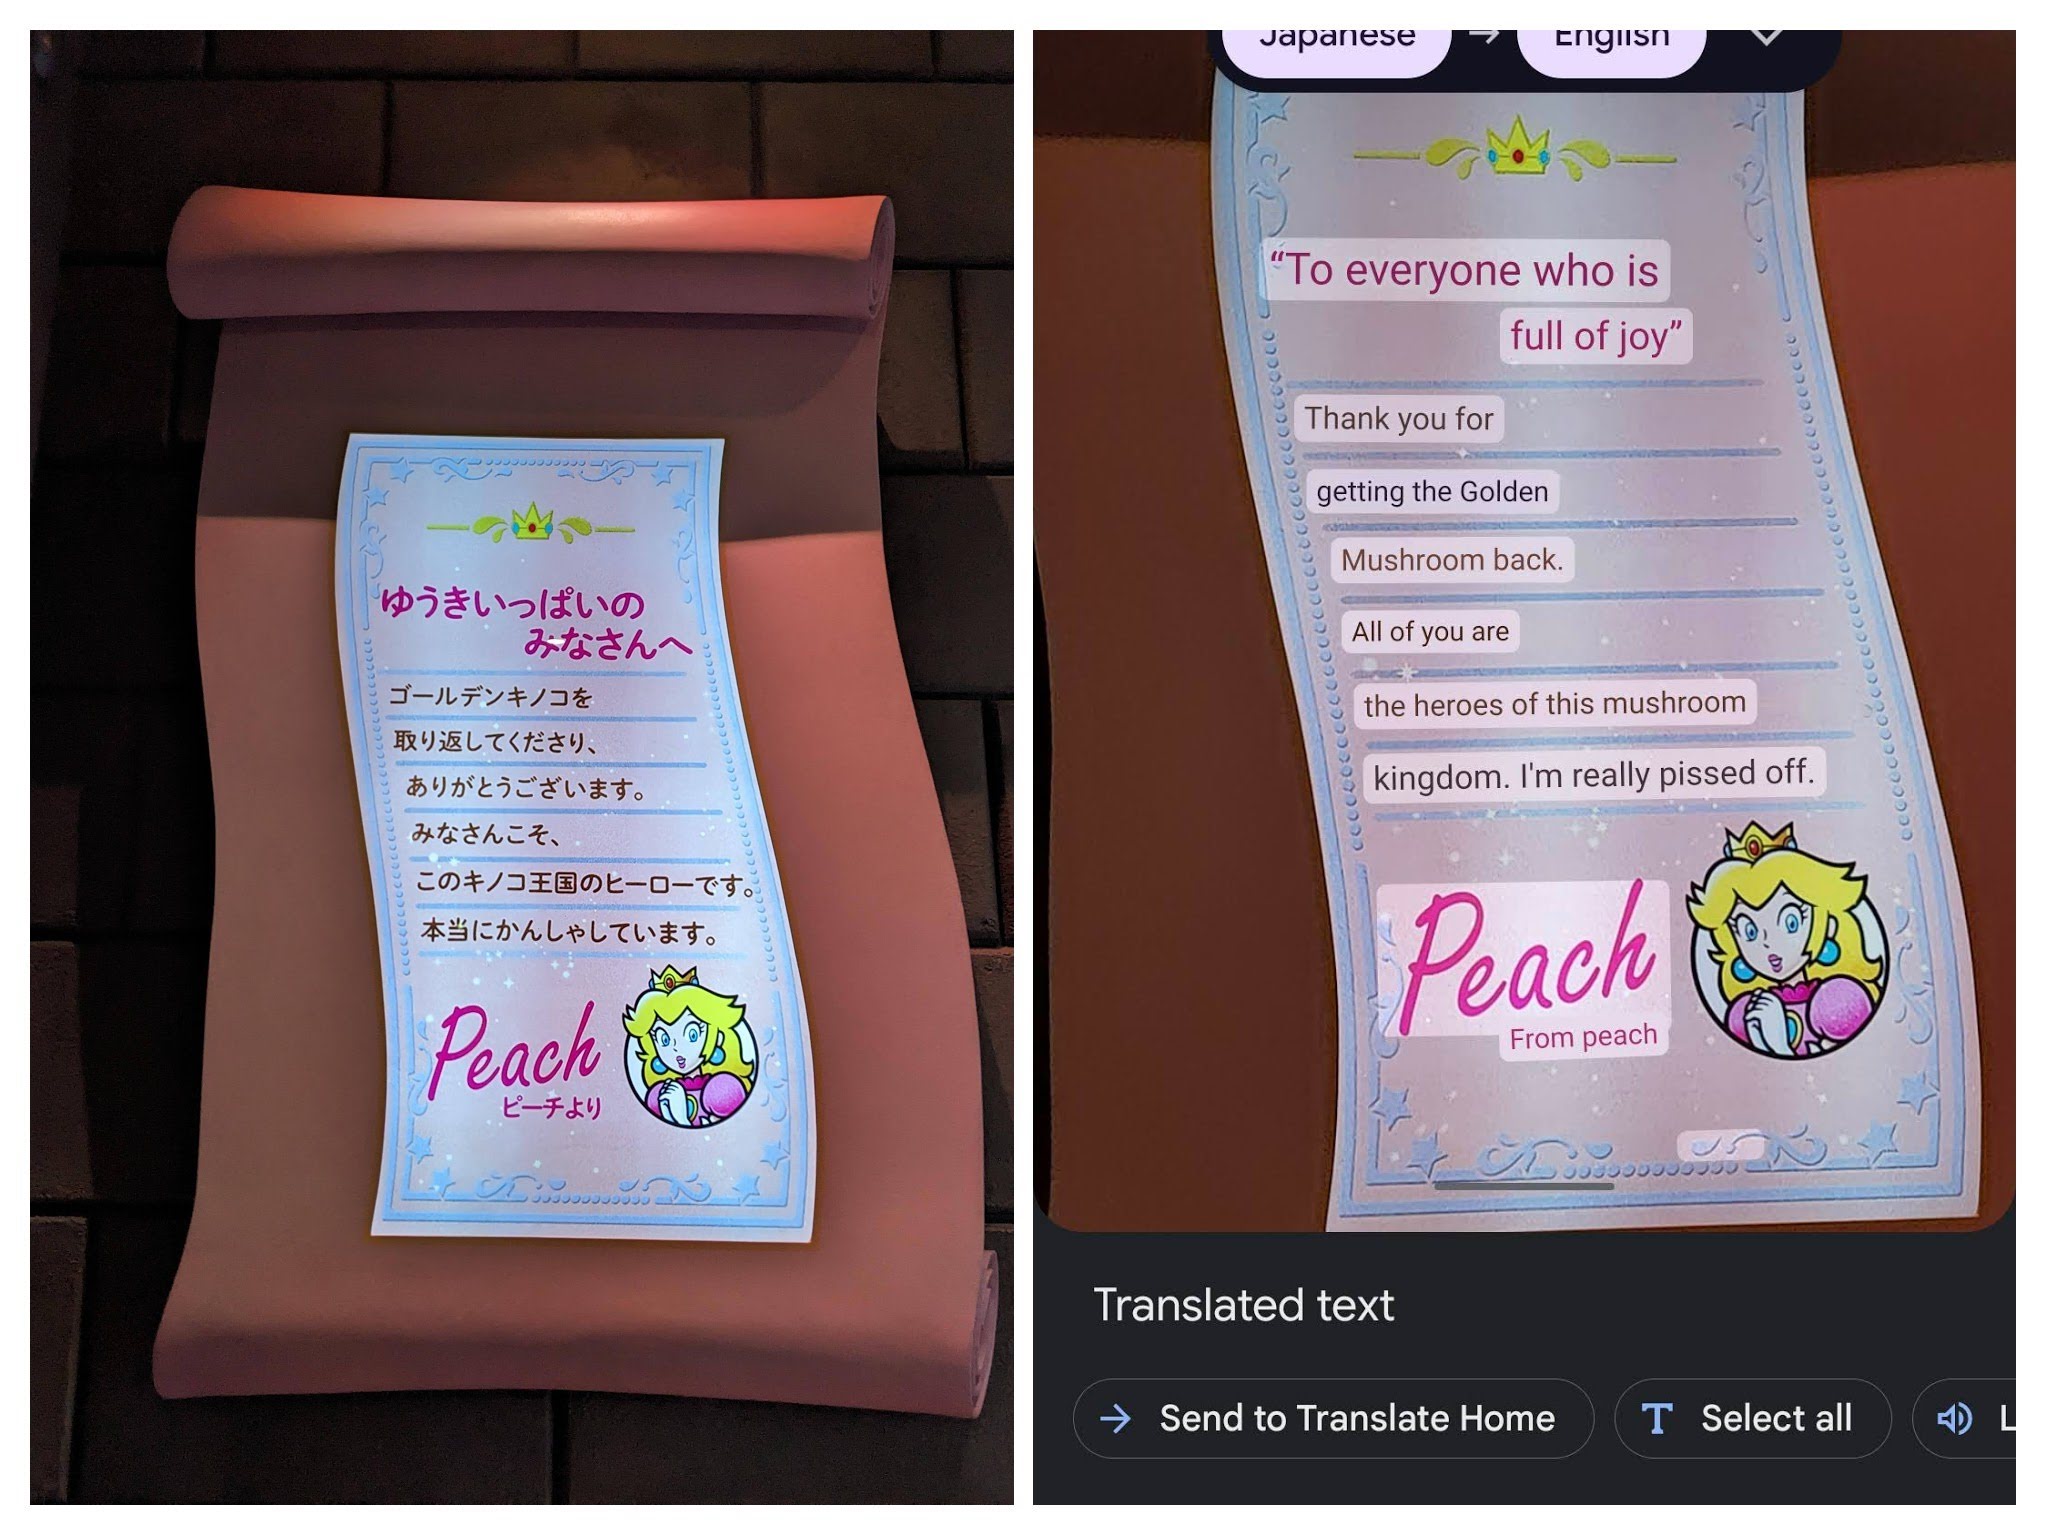 ゆうきいっぱいの
みなさんへ
ゴールデンキノコを
取り返してくださり、
ありがとうございます。
みなさんこそ、
このキノコ王国のヒーローです。
本当にかんしゃしています。
Peach
ピーチより
Japanese → English
“To everyone who is
full of joy”
Thank you for
getting the Golden
Mushroom back.
All of you are
the heroes of this mushroom
kingdom. I'm really pissed off.
Peach
From peach
Translated text
Send to Translate Home
Select all
L